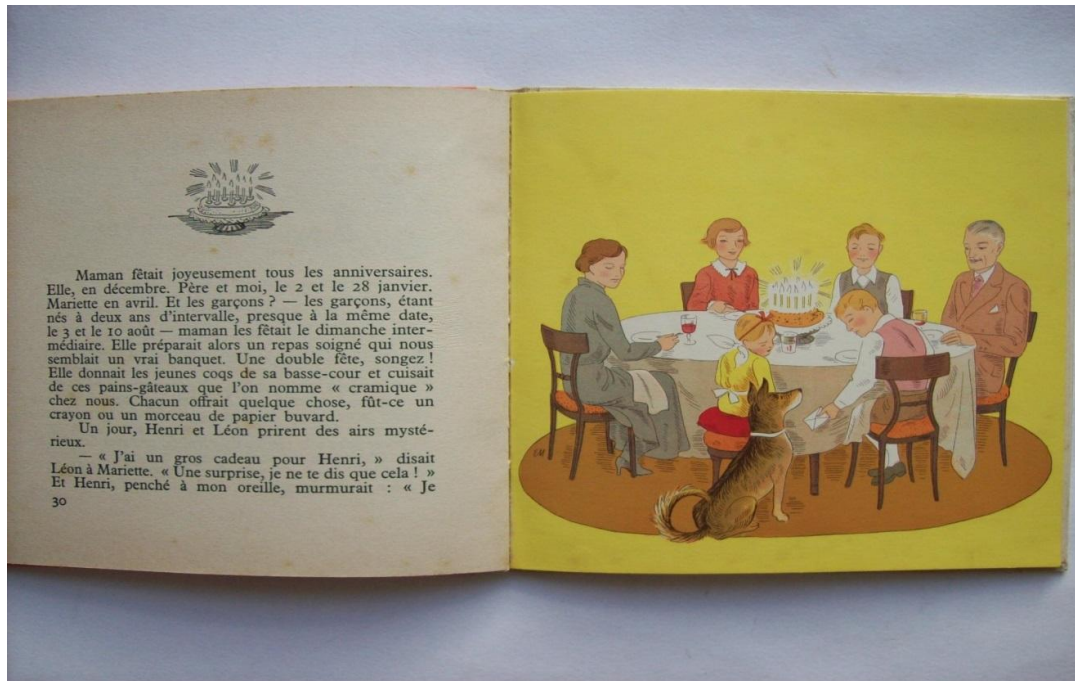 Maman fêtait joyeusement tous les anniversaires.
Elle, en décembre. Père et moi, le 2 et le 28 janvier.
Mariette en avril. Et les garçons ? — les garçons, étant
nés à deux ans d'intervalle, presque à la même date,
le 3 et le 10 août — maman les fêtait le dimanche inter-
médiaire. Elle préparait alors un repas soigné qui nous
semblait un vrai banquet. Une double fête, songez !
Elle donnait les jeunes coqs de sa basse-cour et cuisait
de ces pains-gâteaux que l'on nomme « cramique »
chez nous. Chacun offrait quelque chose, fût-ce un
crayon ou un morceau de papier buvard.
Un jour, Henri et Léon prirent des airs mysté-
rieux.
— « J'ai un gros cadeau pour Henri, » disait
Léon à Mariette. « Une surprise, je ne te dis que cela ! »
Et Henri, penché à mon oreille, murmurait : « Je
30